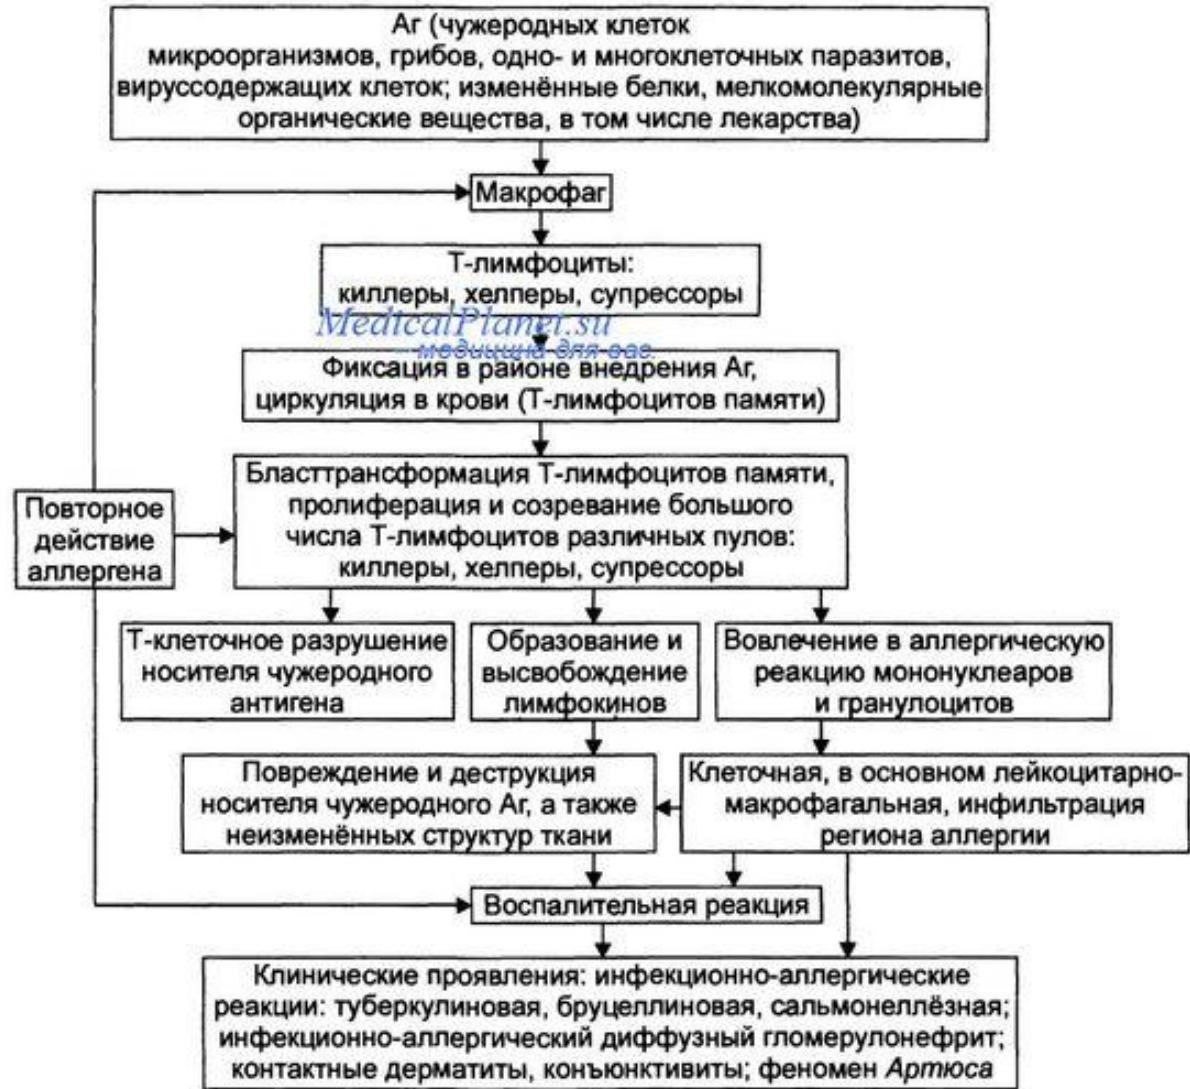 Аг (чужеродных клеток
микроорганизмов, грибов, одно- и многоклеточных паразитов,
вируссодержащих клеток; изменённые белки, мелкомолекулярные
органические вещества, в том числе лекарства)
Макрофаг
Т-лимфоциты:
киллеры, хелперы, супрессоры
MedicalPlanet.su
— медицина для вас.
Фиксация в районе внедрения Аг,
циркуляция в крови (Т-лимфоцитов памяти)
Бласттрансформация Т-лимфоцитов памяти,
пролиферация и созревание большого
числа Т-лимфоцитов различных пулов:
киллеры, хелперы, супрессоры
Повторное
действие
аллергена
Т-клеточное разрушение
носителя чужеродного
антигена
Образование и
высвобождение
лимфокинов
Вовлечение в аллергическую
реакцию мононуклеаров
и гранулоцитов
Повреждение и деструкция
носителя чужеродного Аг, а также
неизменённых структур ткани
Клеточная, в основном лейкоцитарно-
макрофагальная, инфильтрация
региона аллергии
Воспалительная реакция
Клинические проявления: инфекционно-аллергические
реакции: туберкулиновая, бруцеллиновая, сальмонеллёзная;
инфекционно-аллергический диффузный гломерулонефрит;
контактные дерматиты, конъюнктивиты; феномен Артюса